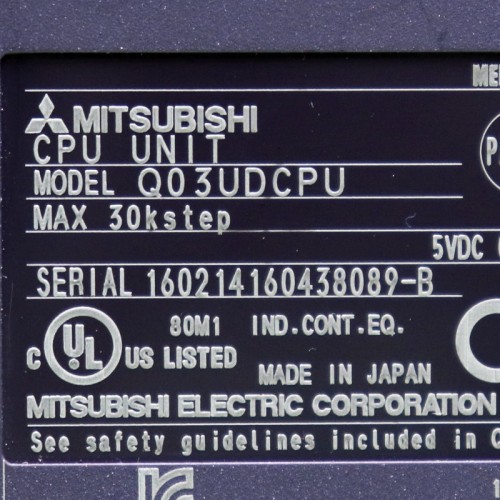 MITSUBISHI
CPU UNIT
MODEL Q03UDCPU
MAX 30kstep
5VDC
SERIAL 160214160438089-B
80M1 IND.CONT.EQ.
C UL US LISTED
MADE IN JAPAN
MITSUBISHI ELECTRIC CORPORATION
See safety guidelines included in